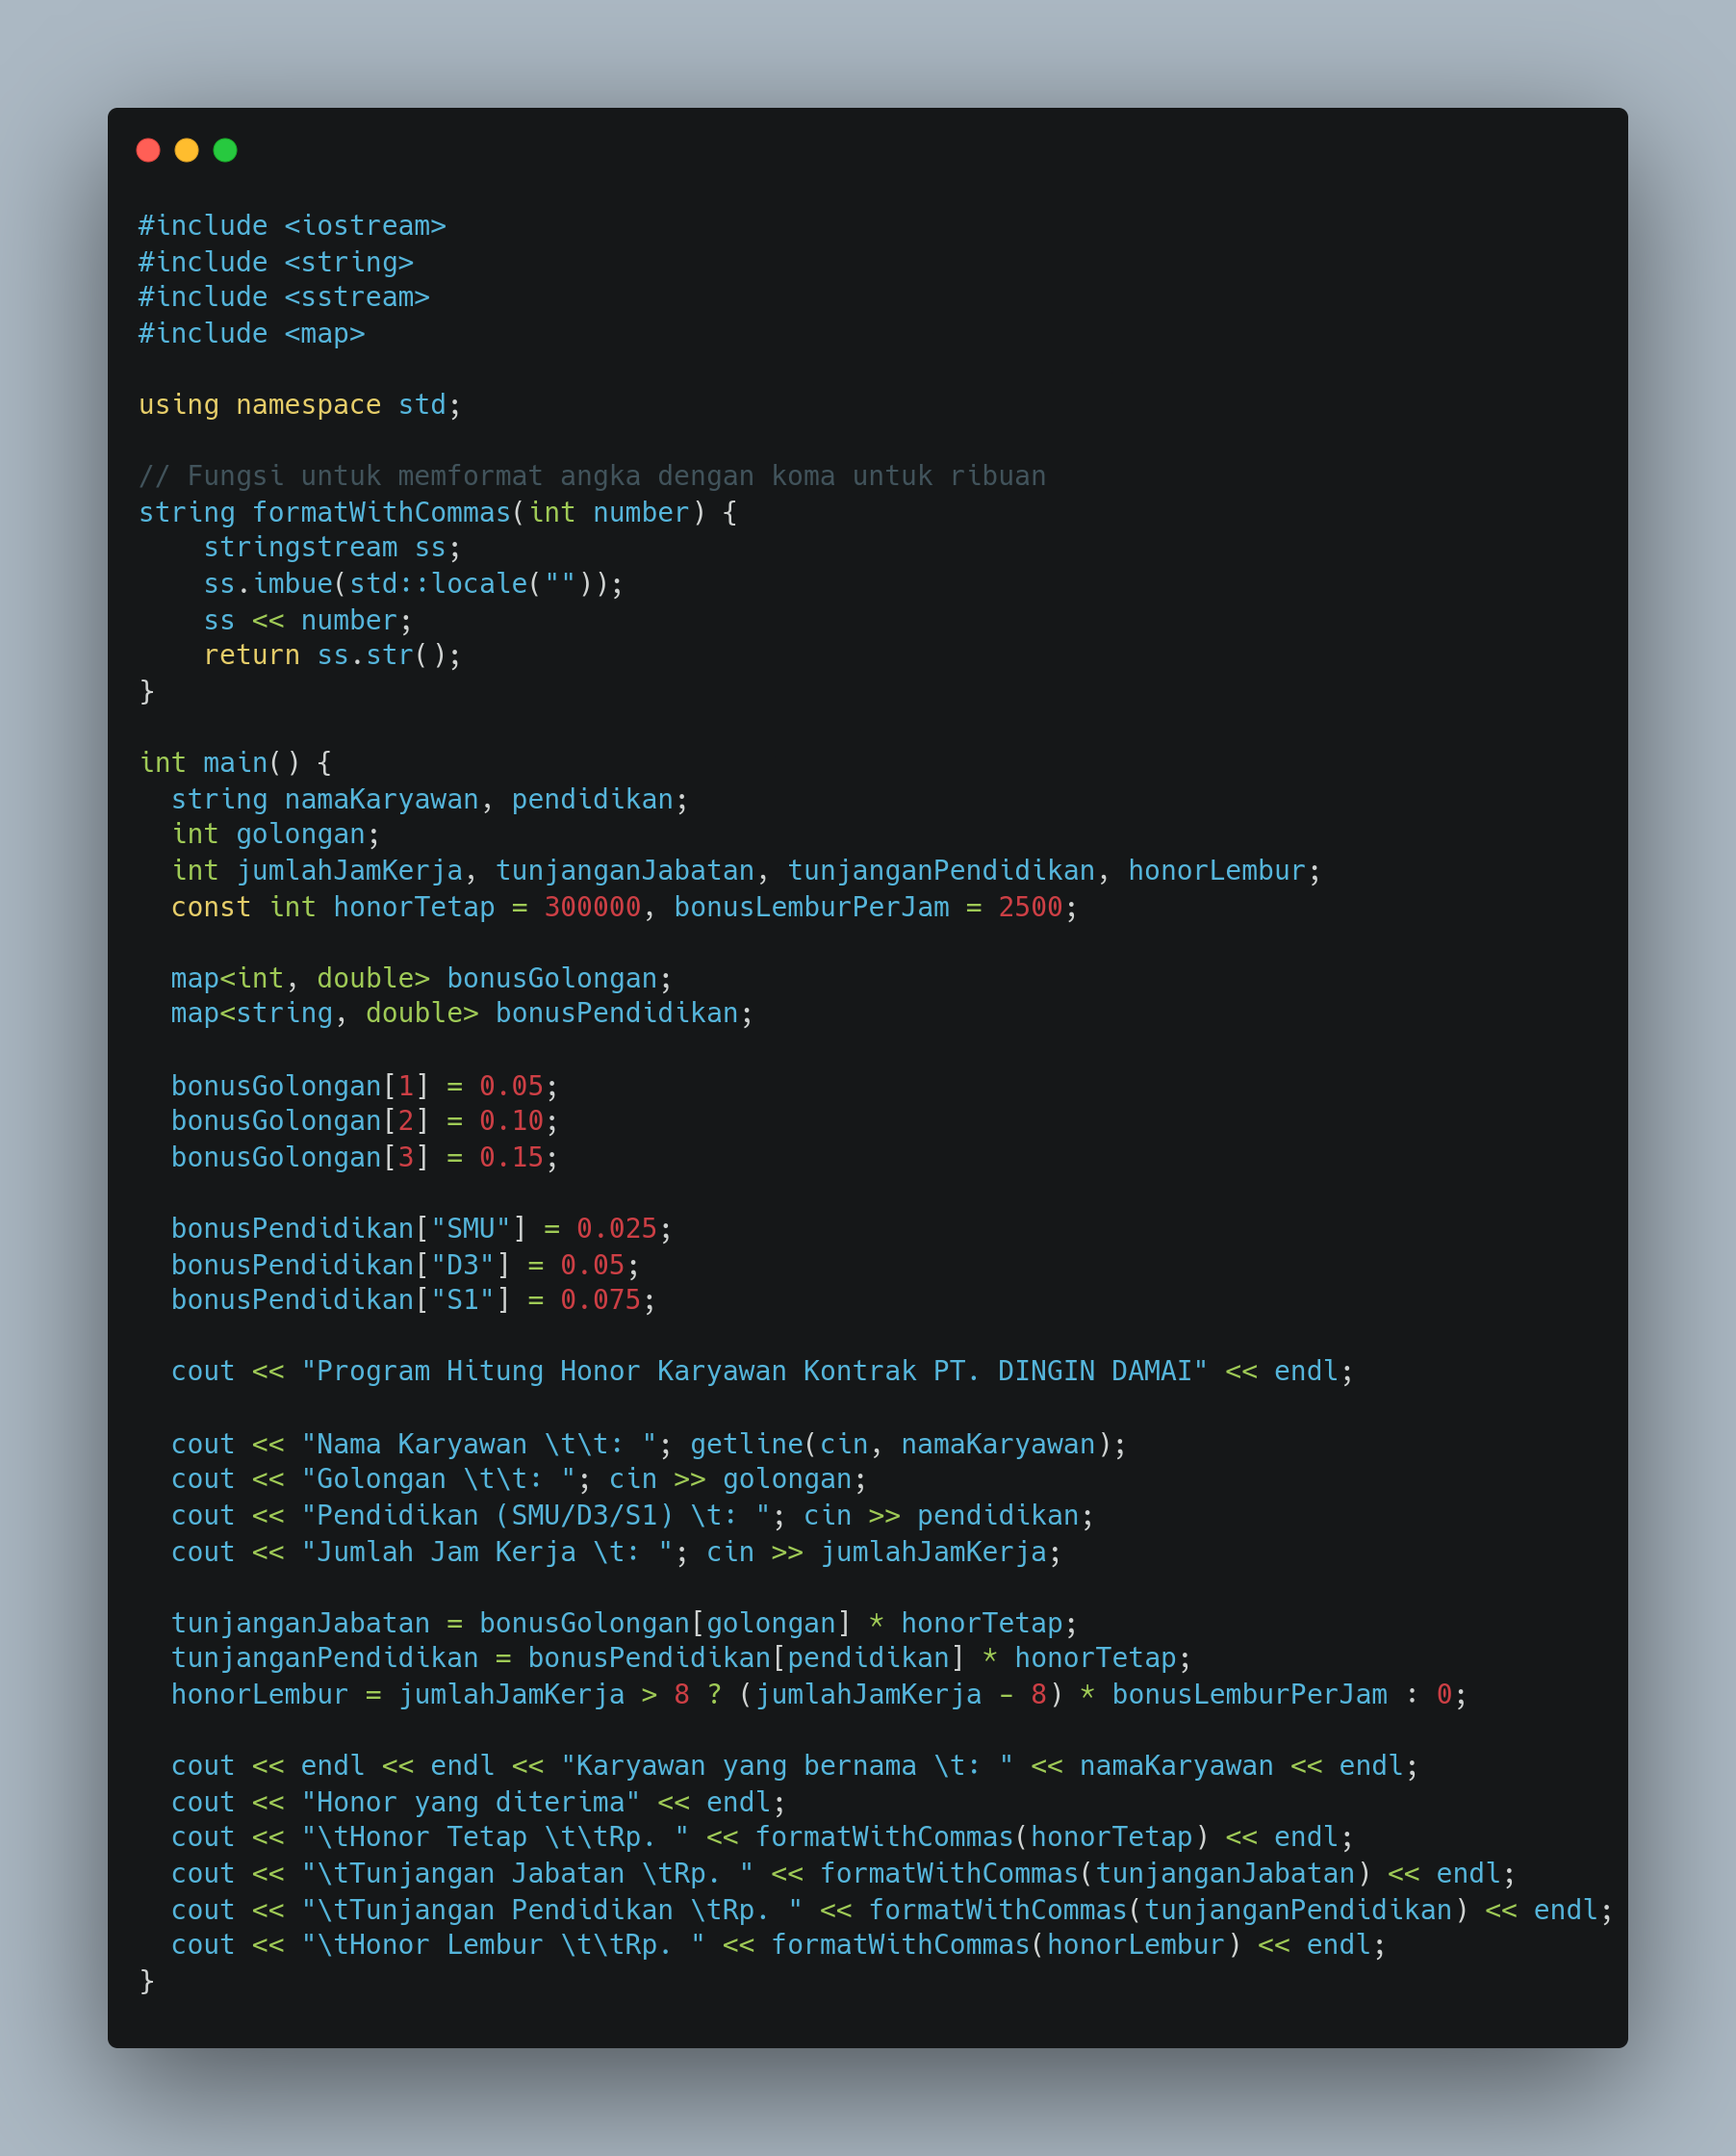 #include <iostream>
#include <string>
#include <sstream>
#include <map>

using namespace std;

// Fungsi untuk memformat angka dengan koma untuk ribuan
string formatWithCommas(int number) {
    stringstream ss;
    ss.imbue(std::locale(""));
    ss << number;
    return ss.str();
}

int main() {
  string namaKaryawan, pendidikan;
  int golongan;
  int jumlahJamKerja, tunjanganJabatan, tunjanganPendidikan, honorLembur;
  const int honorTetap = 300000, bonusLemburPerJam = 2500;

  map<int, double> bonusGolongan;
  map<string, double> bonusPendidikan;

  bonusGolongan[1] = 0.05;
  bonusGolongan[2] = 0.10;
  bonusGolongan[3] = 0.15;

  bonusPendidikan["SMU"] = 0.025;
  bonusPendidikan["D3"] = 0.05;
  bonusPendidikan["S1"] = 0.075;

  cout << "Program Hitung Honor Karyawan Kontrak PT. DINGIN DAMAI" << endl;

  cout << "Nama Karyawan \t\t: "; getline(cin, namaKaryawan);
  cout << "Golongan \t\t: "; cin >> golongan;
  cout << "Pendidikan (SMU/D3/S1) \t: "; cin >> pendidikan;
  cout << "Jumlah Jam Kerja \t: "; cin >> jumlahJamKerja;

  tunjanganJabatan = bonusGolongan[golongan] * honorTetap;
  tunjanganPendidikan = bonusPendidikan[pendidikan] * honorTetap;
  honorLembur = jumlahJamKerja > 8 ? (jumlahJamKerja - 8) * bonusLemburPerJam : 0;

  cout << endl << endl << "Karyawan yang bernama \t: " << namaKaryawan << endl;
  cout << "Honor yang diterima" << endl;
  cout << "\tHonor Tetap \t\tRp. " << formatWithCommas(honorTetap) << endl;
  cout << "\tTunjangan Jabatan \tRp. " << formatWithCommas(tunjanganJabatan) << endl;
  cout << "\tTunjangan Pendidikan \tRp. " << formatWithCommas(tunjanganPendidikan) << endl;
  cout << "\tHonor Lembur \t\tRp. " << formatWithCommas(honorLembur) << endl;
}